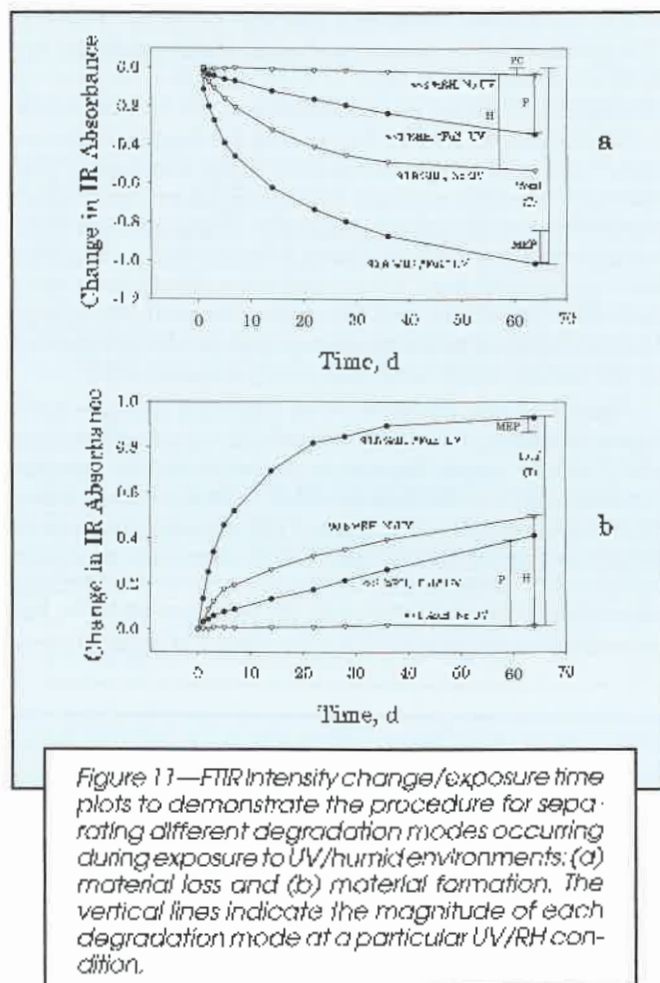 PC
0.0
P
H
0.2
a
0.4
0.6
(T)
0.8
MEP
1.0
Change in IR Absorbance
0 10 20 30 40 50 60 70
Time, d
1.0
MEP
0.8
(T)
0.6
b
0.4
P H
0.2
0.0
Change in IR Absorbance
0 10 20 30 40 50 60 70
Time, d
Figure 11—FTIR intensity change/exposure time
plots to demonstrate the procedure for sepa-
rating different degradation modes occurring
during exposure to UV/humid environments: (a)
material loss and (b) material formation. The
vertical lines indicate the magnitude of each
degradation mode at a particular UV/RH con-
dition.